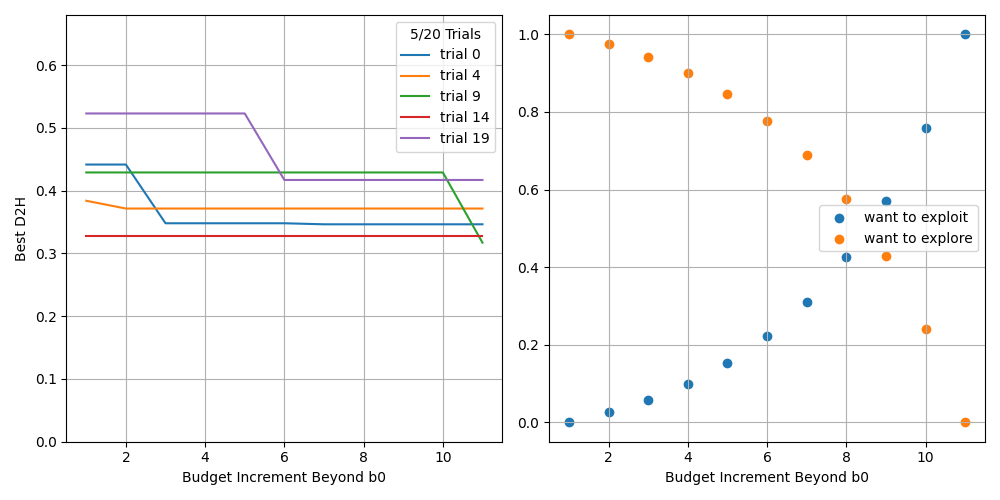 5/20 Trials
trial 0
trial 4
trial 9
trial 14
trial 19
Best D2H
0.6
0.5
0.4
0.3
0.2
0.1
0.0
2 4 6 8 10
Budget Increment Beyond b0
1.0
0.8
0.6
0.4
0.2
0.0
want to exploit
want to explore
2 4 6 8 10
Budget Increment Beyond b0